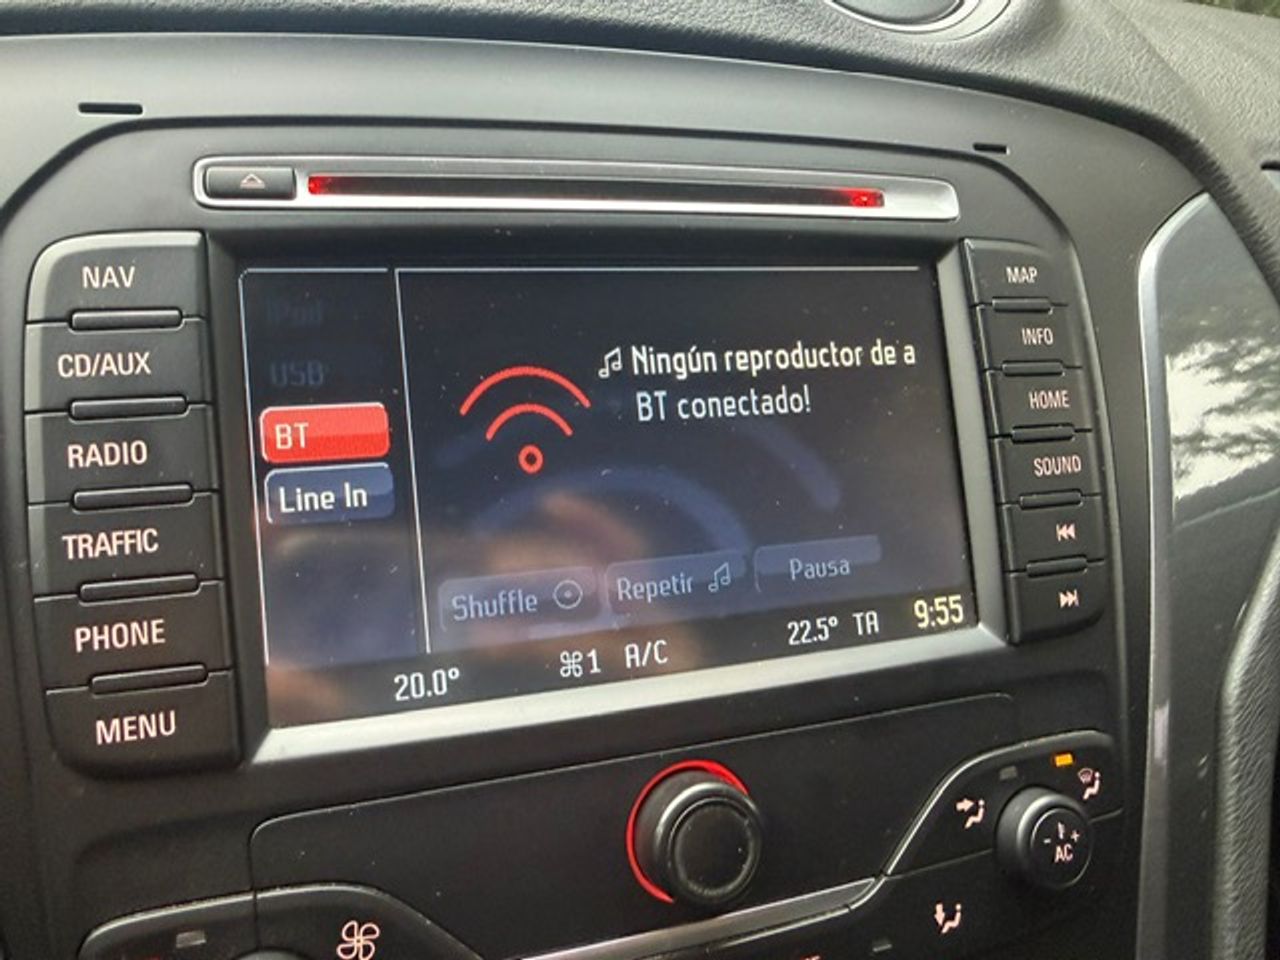 NAV
CD/AUX
RADIO
TRAFFIC
PHONE
MENU
iPod
USB
BT
Line In
Ningún reproductor de a
BT conectado!
Shuffle
Repetir
Pausa
20.0°
1 A/C
22.5° TA
9:55
MAP
INFO
HOME
SOUND
- +
AC